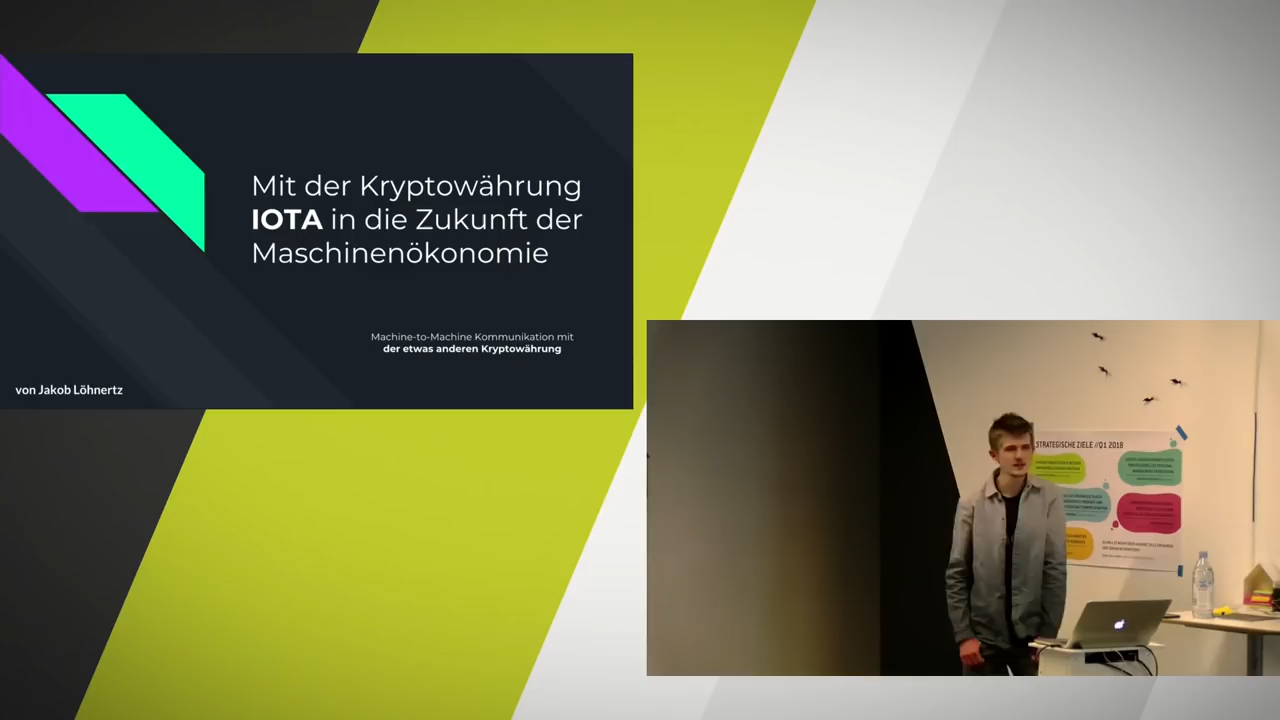 Mit der Kryptowährung
IOTA in die Zukunft der
Maschinenökonomie
Machine-to-Machine Kommunikation mit
der etwas anderen Kryptowährung
von Jakob Löhnertz
STRATEGISCHE ZIELE //Q1 2018